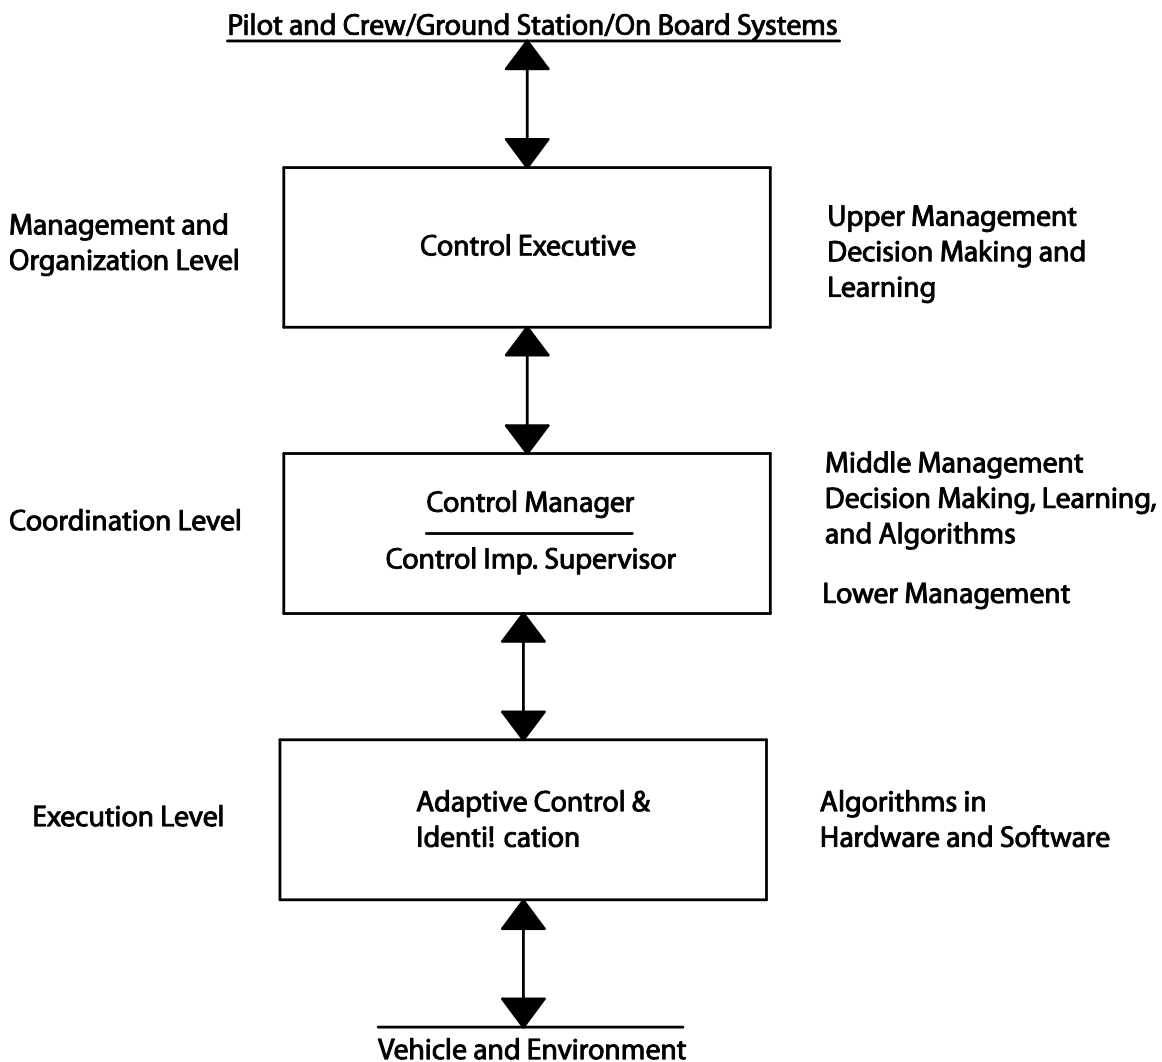 Pilot and Crew/Ground Station/On Board Systems
Management and
Organization Level
Control Executive
Upper Management
Decision Making and
Learning
Coordination Level
Control Manager
Control Imp. Supervisor
Middle Management
Decision Making, Learning,
and Algorithms
Lower Management
Execution Level
Adaptive Control &
Identi! cation
Algorithms in
Hardware and Software
Vehicle and Environment